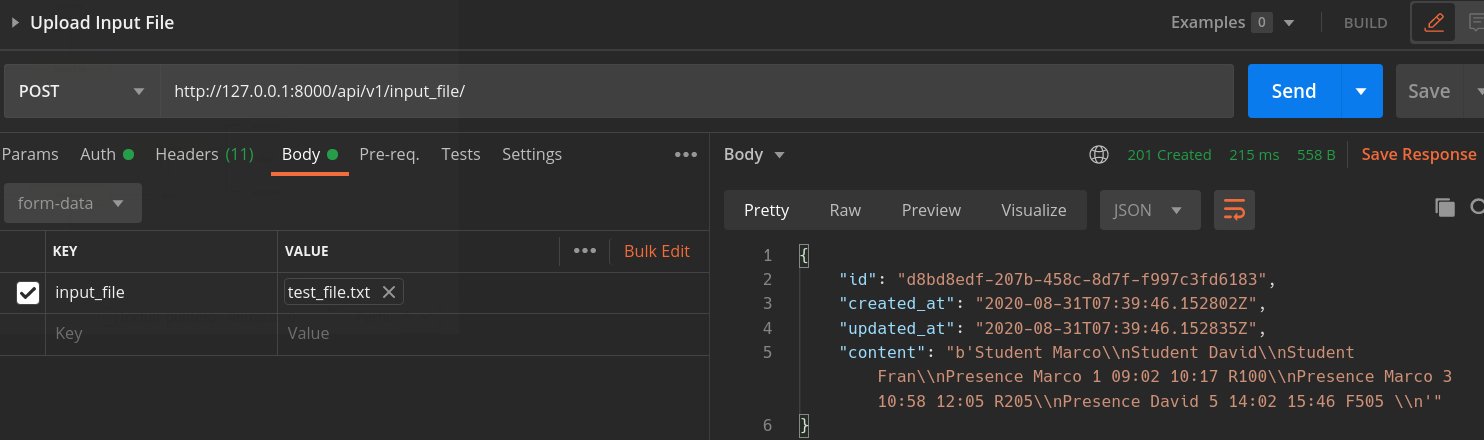 Upload Input File
Examples 0
BUILD
POST
http://127.0.0.1:8000/api/v1/input_file/
Send
Save
Params Auth Headers (11) Body Pre-req. Tests Settings
form-data
KEY VALUE Bulk Edit
input_file test_file.txt
Key Value
Body 201 Created 215 ms 558 B Save Response
Pretty Raw Preview Visualize JSON
1 {
2 "id": "d8bd8edf-207b-458c-8d7f-f997c3fd6183",
3 "created_at": "2020-08-31T07:39:46.152802Z",
4 "updated_at": "2020-08-31T07:39:46.152835Z",
5 "content": "b'Student Marco\\nStudent David\\nStudent
Fran\\nPresence Marco 1 09:02 10:17 R100\\nPresence Marco 3
10:58 12:05 R205\\nPresence David 5 14:02 15:46 F505 \\n'"
6 }